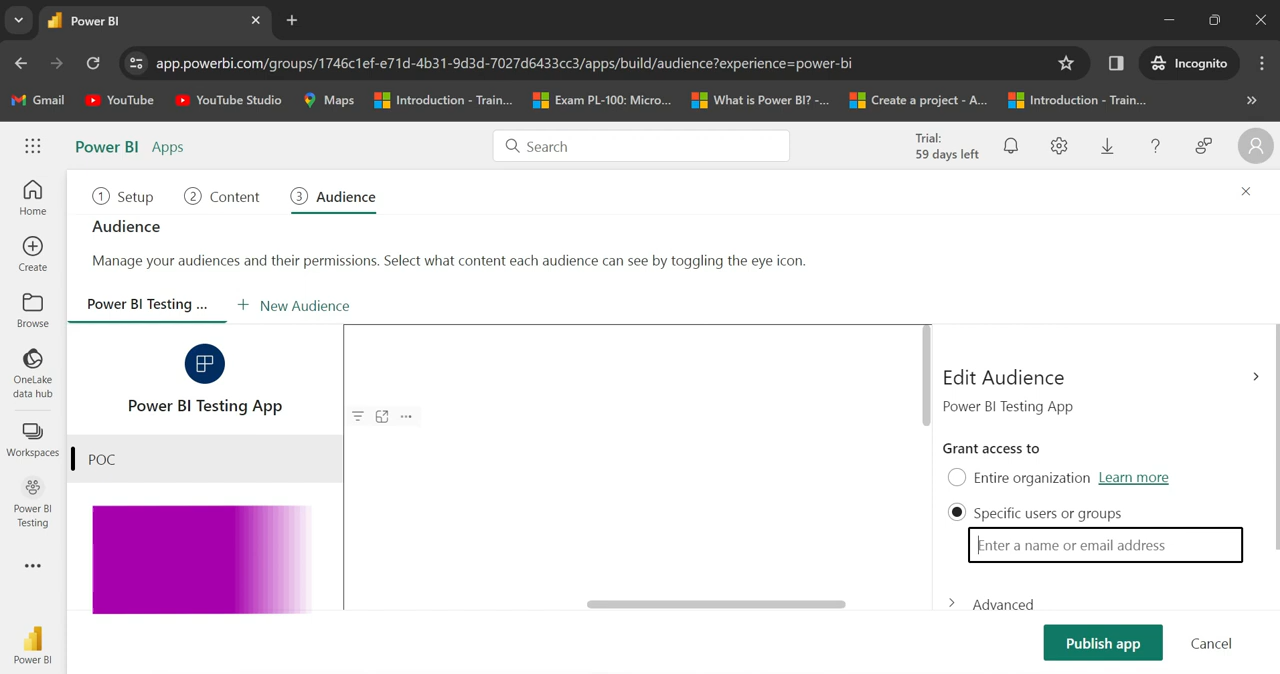 Power BI
app.powerbi.com/groups/1746c1ef-e71d-4b31-9d3d-7027d6433cc3/apps/build/audience?experience=power-bi
Incognito
Gmail
YouTube
YouTube Studio
Maps
Introduction - Train...
Exam PL-100: Micro...
What is Power BI? -...
Create a project - A...
Introduction - Train...
Power BI Apps
Search
Trial:
59 days left
Home
Create
Browse
OneLake
data hub
Workspaces
Power BI
Testing
Power BI
1 Setup
2 Content
3 Audience
Audience
Manage your audiences and their permissions. Select what content each audience can see by toggling the eye icon.
Power BI Testing ...
+ New Audience
Power BI Testing App
POC
Edit Audience
Power BI Testing App
Grant access to
Entire organization Learn more
Specific users or groups
Enter a name or email address
Advanced
Publish app
Cancel